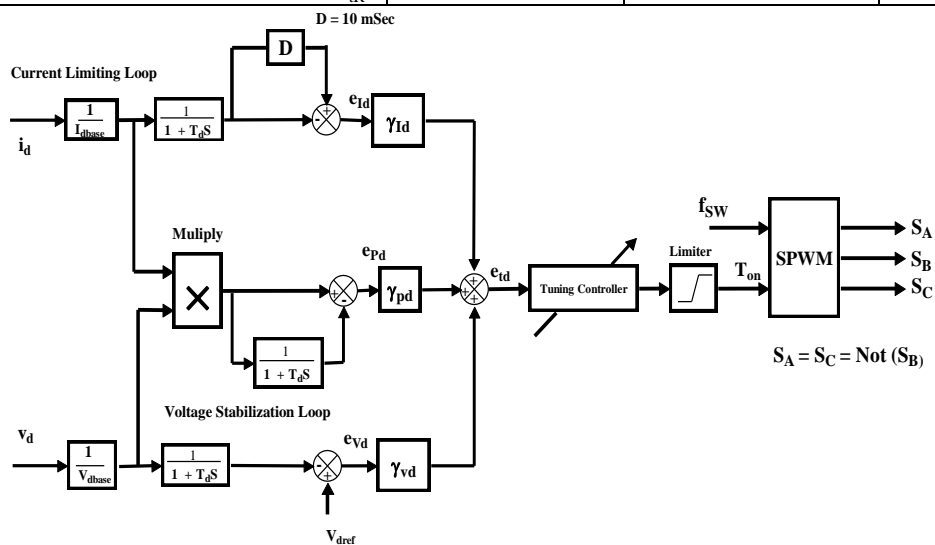 D = 10 mSec
D
Current Limiting Loop
i_d
1
I_dbase
1
1 + T_dS
+
-
e_Id
γ_Id
Muliply
×
e_Pd
+
-
γ_pd
1
1 + T_dS
+
+
+
e_td
Tuning Controller
Limiter
f_SW
T_on
SPWM
S_A
S_B
S_C
S_A = S_C = Not (S_B)
Voltage Stabilization Loop
v_d
1
V_dbase
1
1 + T_dS
-
+
e_Vd
γ_vd
V_dref